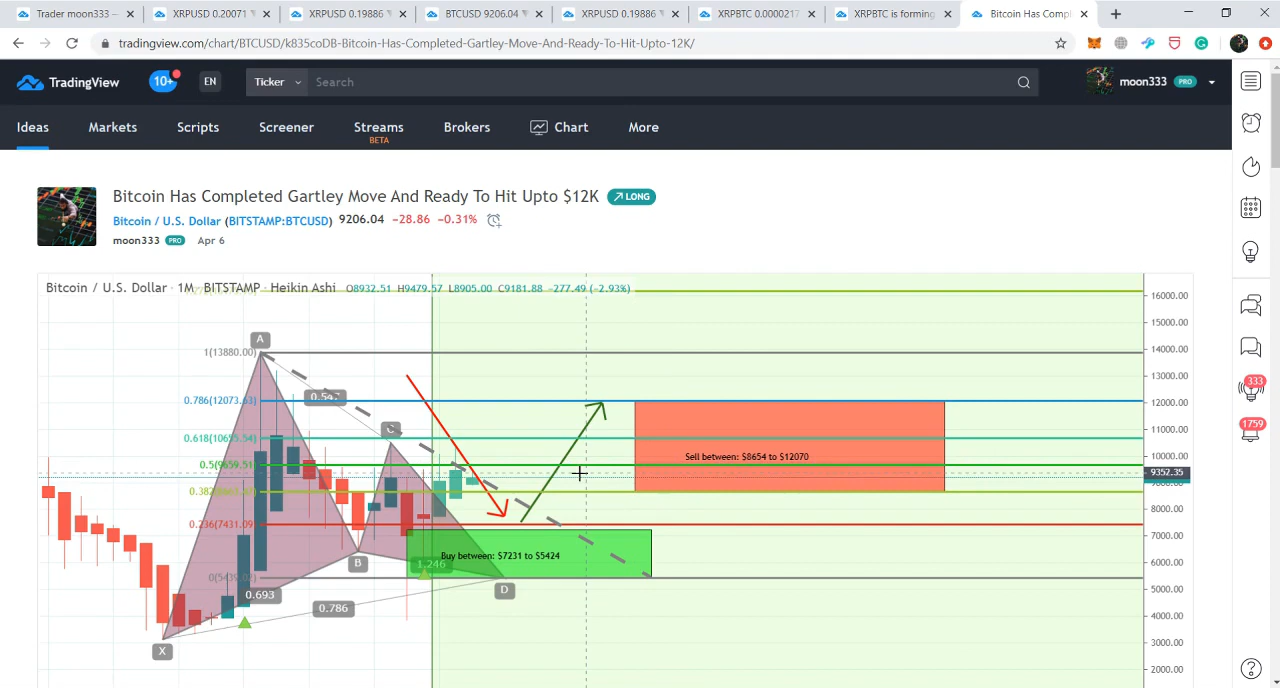 Trader moon333 —
XRPUSD 0.20071
XRPUSD 0.19886
BTCUSD 9206.04
XRPUSD 0.19886
XRPBTC 0.0000217
XRPBTC is forming
Bitcoin Has Comp
tradingview.com/chart/BTCUSD/k835coDB-Bitcoin-Has-Completed-Gartley-Move-And-Ready-To-Hit-Upto-12K/
TradingView
10+
EN
Ticker
Search
moon333 PRO
Ideas
Markets
Scripts
Screener
Streams
BETA
Brokers
Chart
More
Bitcoin Has Completed Gartley Move And Ready To Hit Upto $12K
LONG
Bitcoin / U.S. Dollar (BITSTAMP:BTCUSD) 9206.04 −28.86 −0.31%
moon333 PRO Apr 6
Bitcoin / U.S. Dollar · 1M · BITSTAMP · Heikin Ashi O8932.51 H9479.57 L8905.00 C9181.88 −277.49 (−2.93%)
16000.00
15000.00
14000.00
13000.00
12000.00
11000.00
10000.00
9352.35
8000.00
7000.00
6000.00
5000.00
4000.00
3000.00
2000.00
A
1(13880.00)
0.547
0.786(12073.63)
C
0.618(10655.54)
Sell between: $8654 to $12070
0.5(9659.51)
0.236(7431.09)
Buy between: $7231 to $5424
B
1.246
D
0.693
0.786
X
333
1759